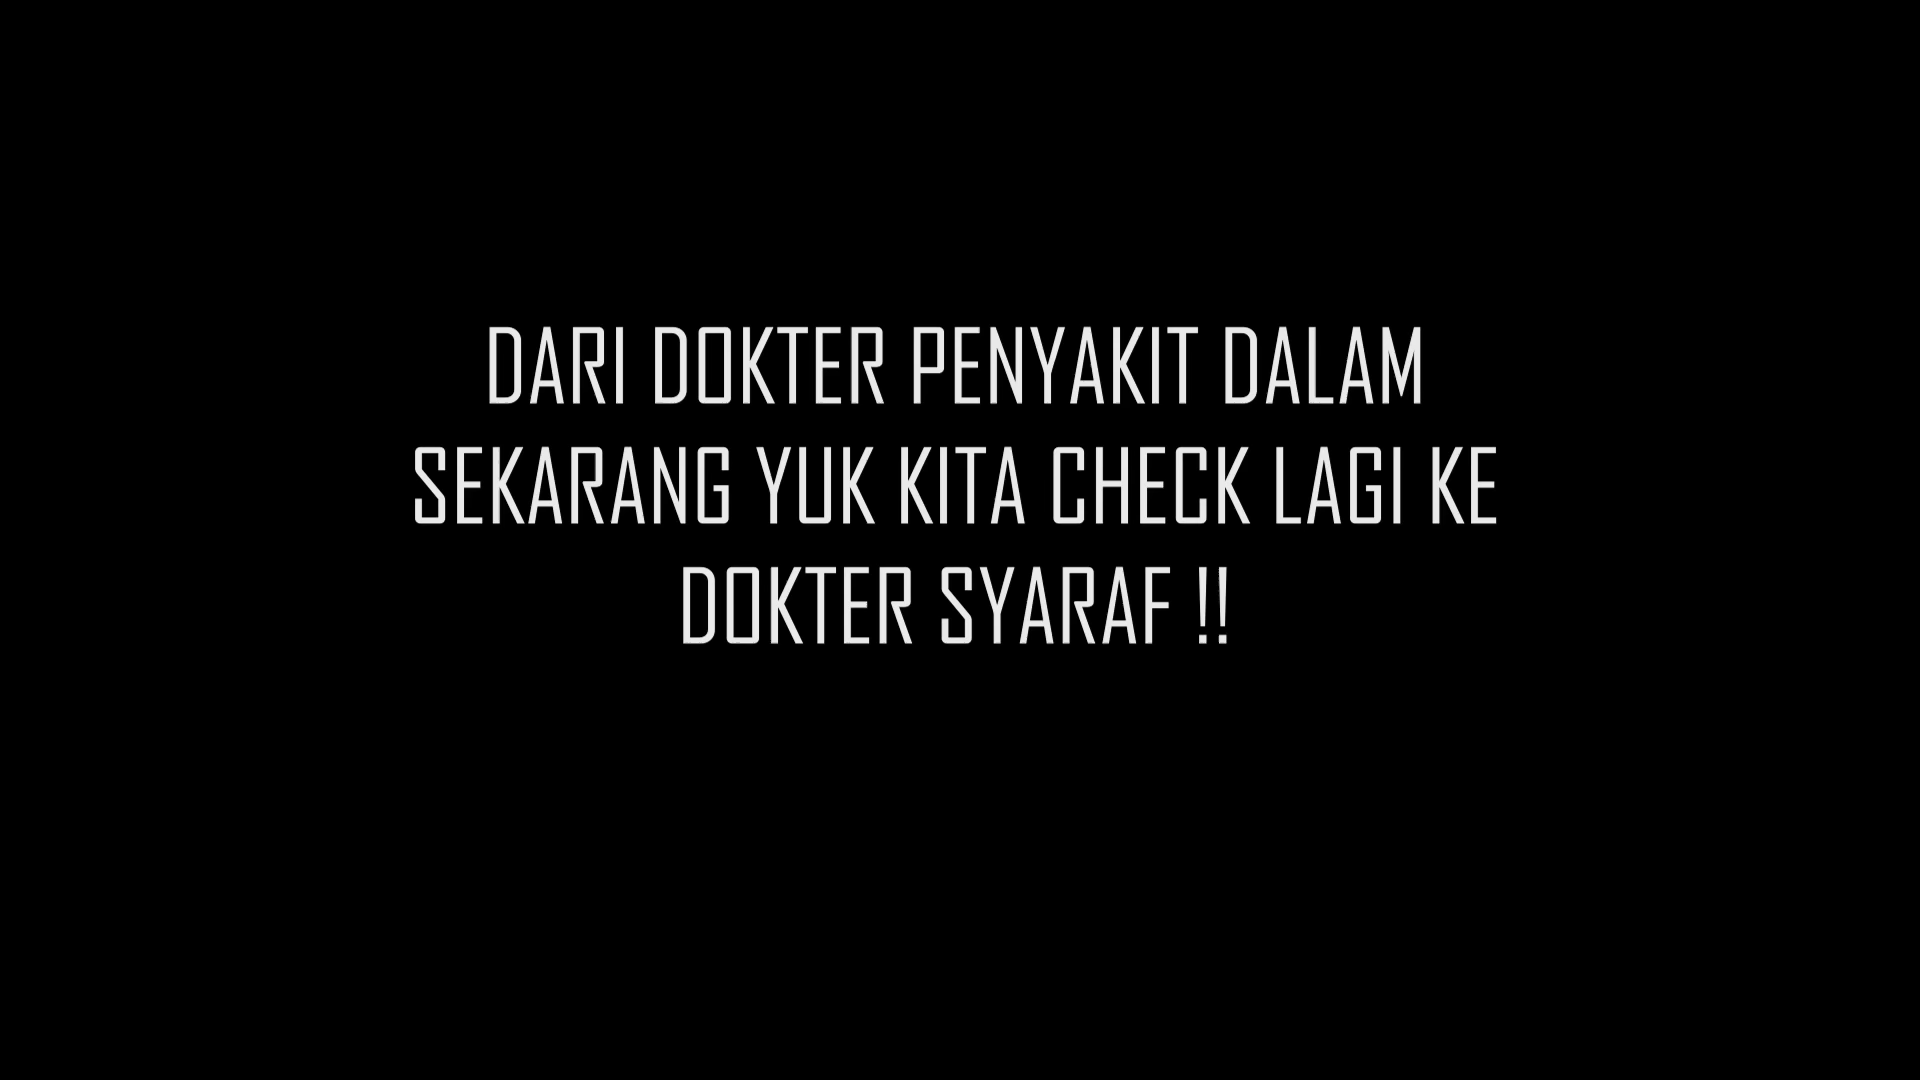 DARI DOKTER PENYAKIT DALAM
SEKARANG YUK KITA CHECK LAGI KE
DOKTER SYARAF !!